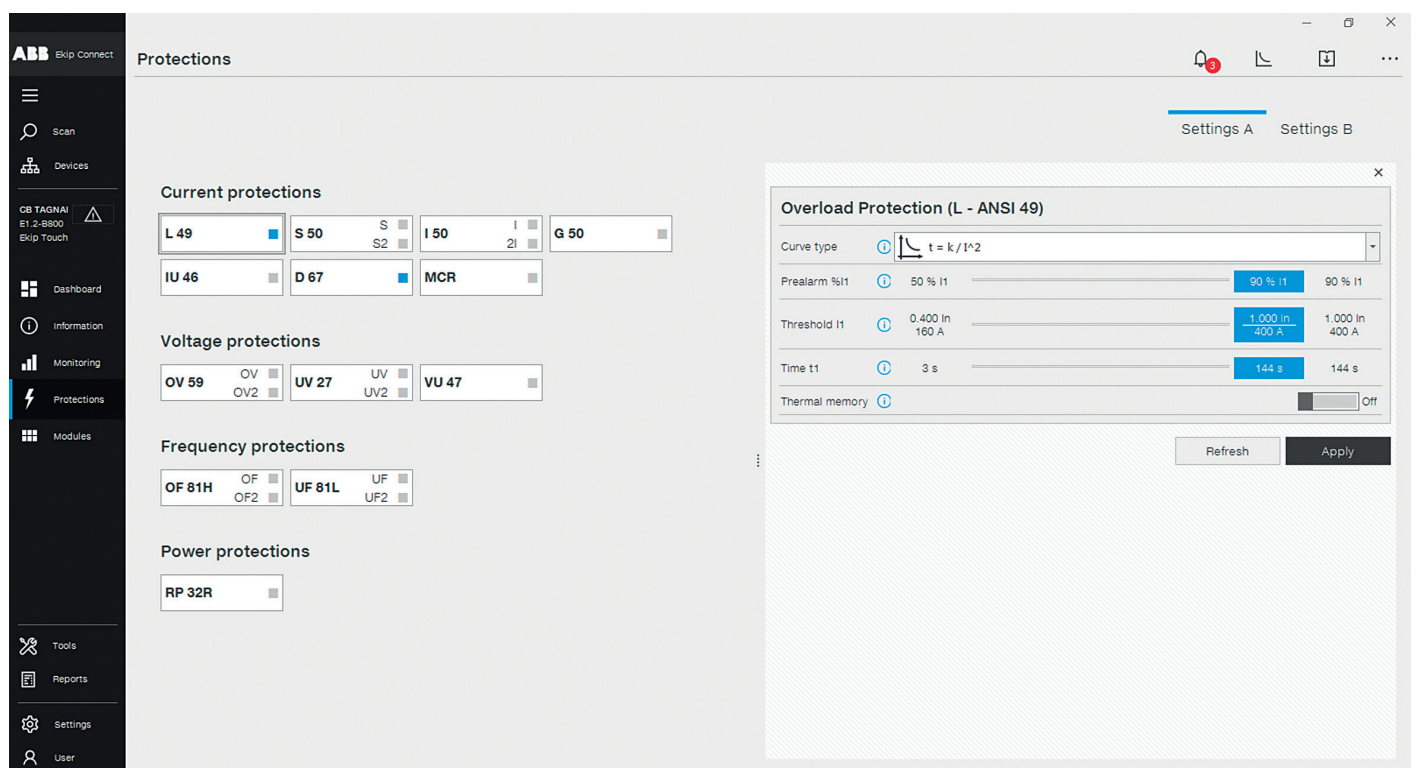 ABB Ekip Connect
Scan
Devices
CB TAGNAI
E1.2-B800
Ekip Touch
Dashboard
Information
Monitoring
Protections
Modules
Tools
Reports
Settings
User
Protections
3
Settings A Settings B
Current protections
L 49
S 50 S S2
I 50 I 2I
G 50
IU 46
D 67
MCR
Voltage protections
OV 59 OV OV2
UV 27 UV UV2
VU 47
Frequency protections
OF 81H OF OF2
UF 81L UF UF2
Power protections
RP 32R
Overload Protection (L - ANSI 49)
Curve type t = k / I^2
Prealarm %I1 50 % I1 90 % I1 90 % I1
Threshold I1 0.400 In 160 A 1.000 In 400 A 1.000 In 400 A
Time t1 3 s 144 s 144 s
Thermal memory Off
Refresh Apply